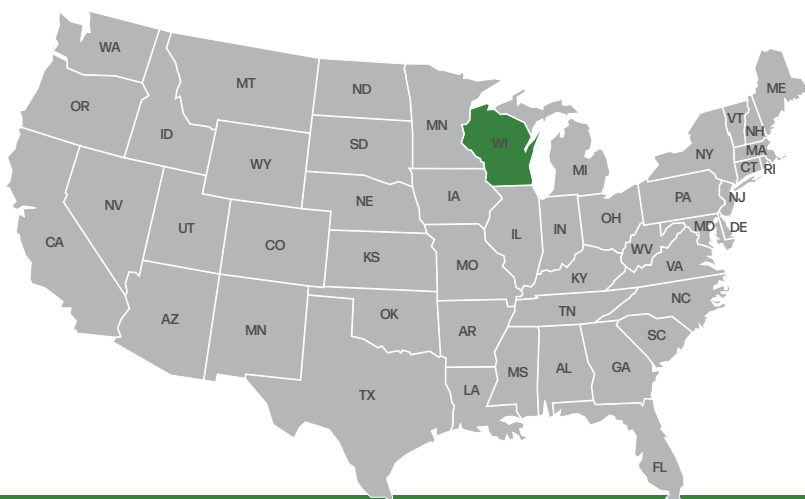 WA
MT
ND
MN
ME
OR
ID
SD
WI
VT
NH
WY
MI
NY
MA
CT
RI
NV
NE
IA
PA
NJ
UT
CO
IL
IN
OH
MD
DE
CA
KS
MO
WV
VA
KY
NC
AZ
MN
OK
AR
TN
SC
TX
LA
MS
AL
GA
FL